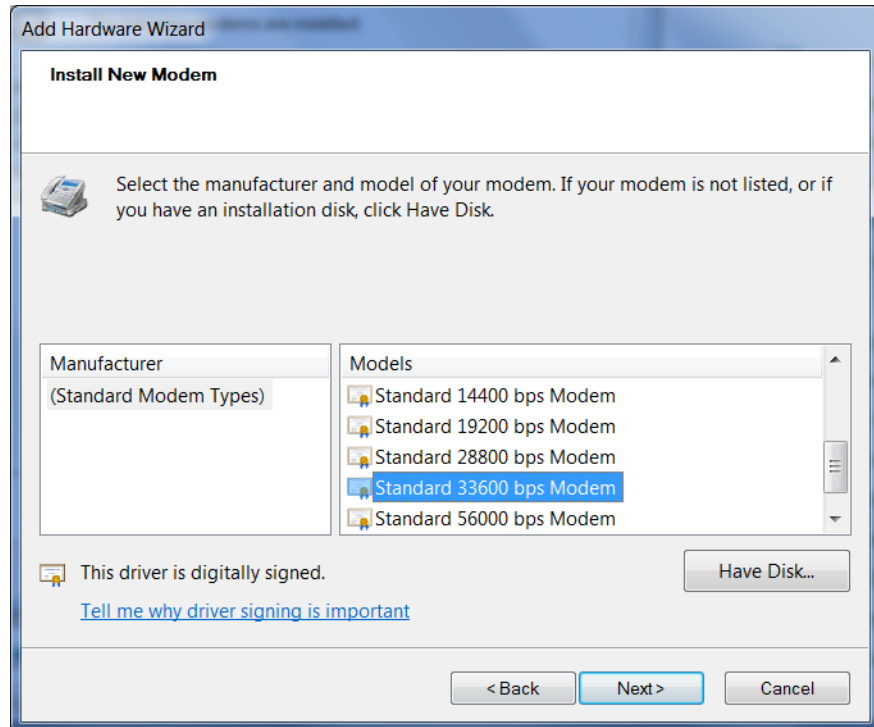 Add Hardware Wizard
Install New Modem
Select the manufacturer and model of your modem. If your modem is not listed, or if
you have an installation disk, click Have Disk.
Manufacturer
(Standard Modem Types)
Models
Standard 14400 bps Modem
Standard 19200 bps Modem
Standard 28800 bps Modem
Standard 33600 bps Modem
Standard 56000 bps Modem
This driver is digitally signed.
Tell me why driver signing is important
Have Disk...
< Back
Next >
Cancel